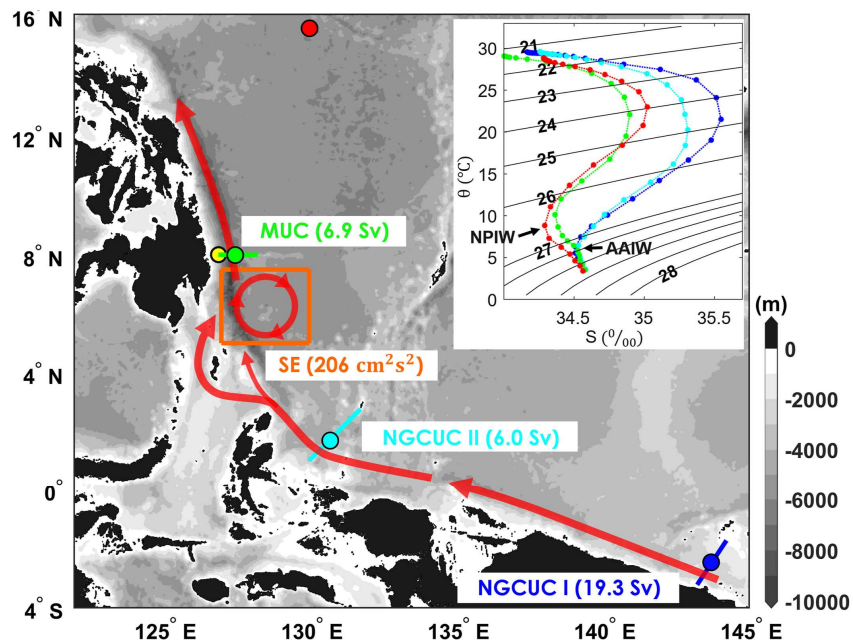 16° N
12° N
8° N
4° N
0°
4° S
125° E
130° E
135° E
140° E
145° E
MUC (6.9 Sv)
SE (206 cm²s²)
NGCUC II (6.0 Sv)
NGCUC I (19.3 Sv)
30
25
20
15
10
5
0
θ (°C)
34.5
35
35.5
S (⁰/₀₀)
21
22
23
24
25
26
27
28
NPIW
AAIW
(m)
0
-2000
-4000
-6000
-8000
-10000